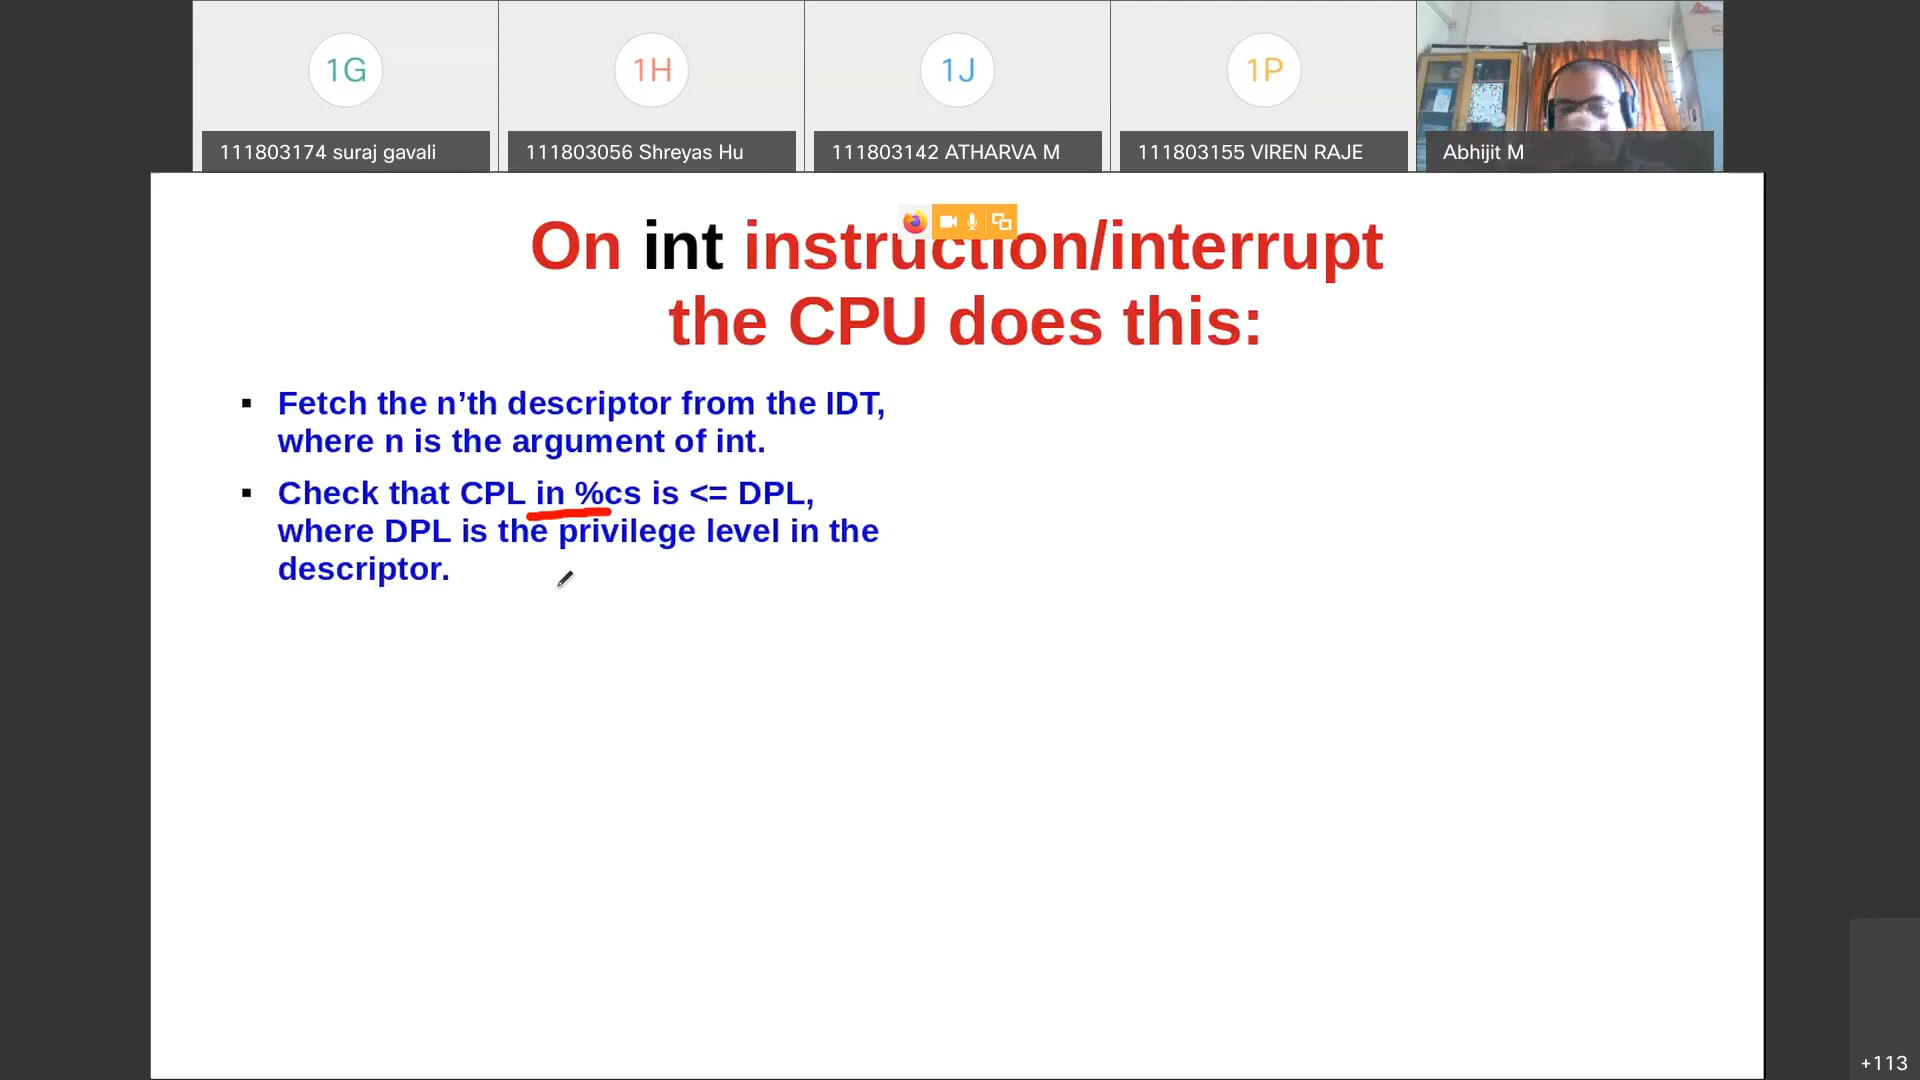 1G
1H
1J
1P
111803174 suraj gavali
111803056 Shreyas Hu
111803142 ATHARVA M
111803155 VIREN RAJE
Abhijit M
On int instruction/interrupt
the CPU does this:
▪ Fetch the n’th descriptor from the IDT,
where n is the argument of int.
▪ Check that CPL in %cs is <= DPL,
where DPL is the privilege level in the
descriptor.
+113